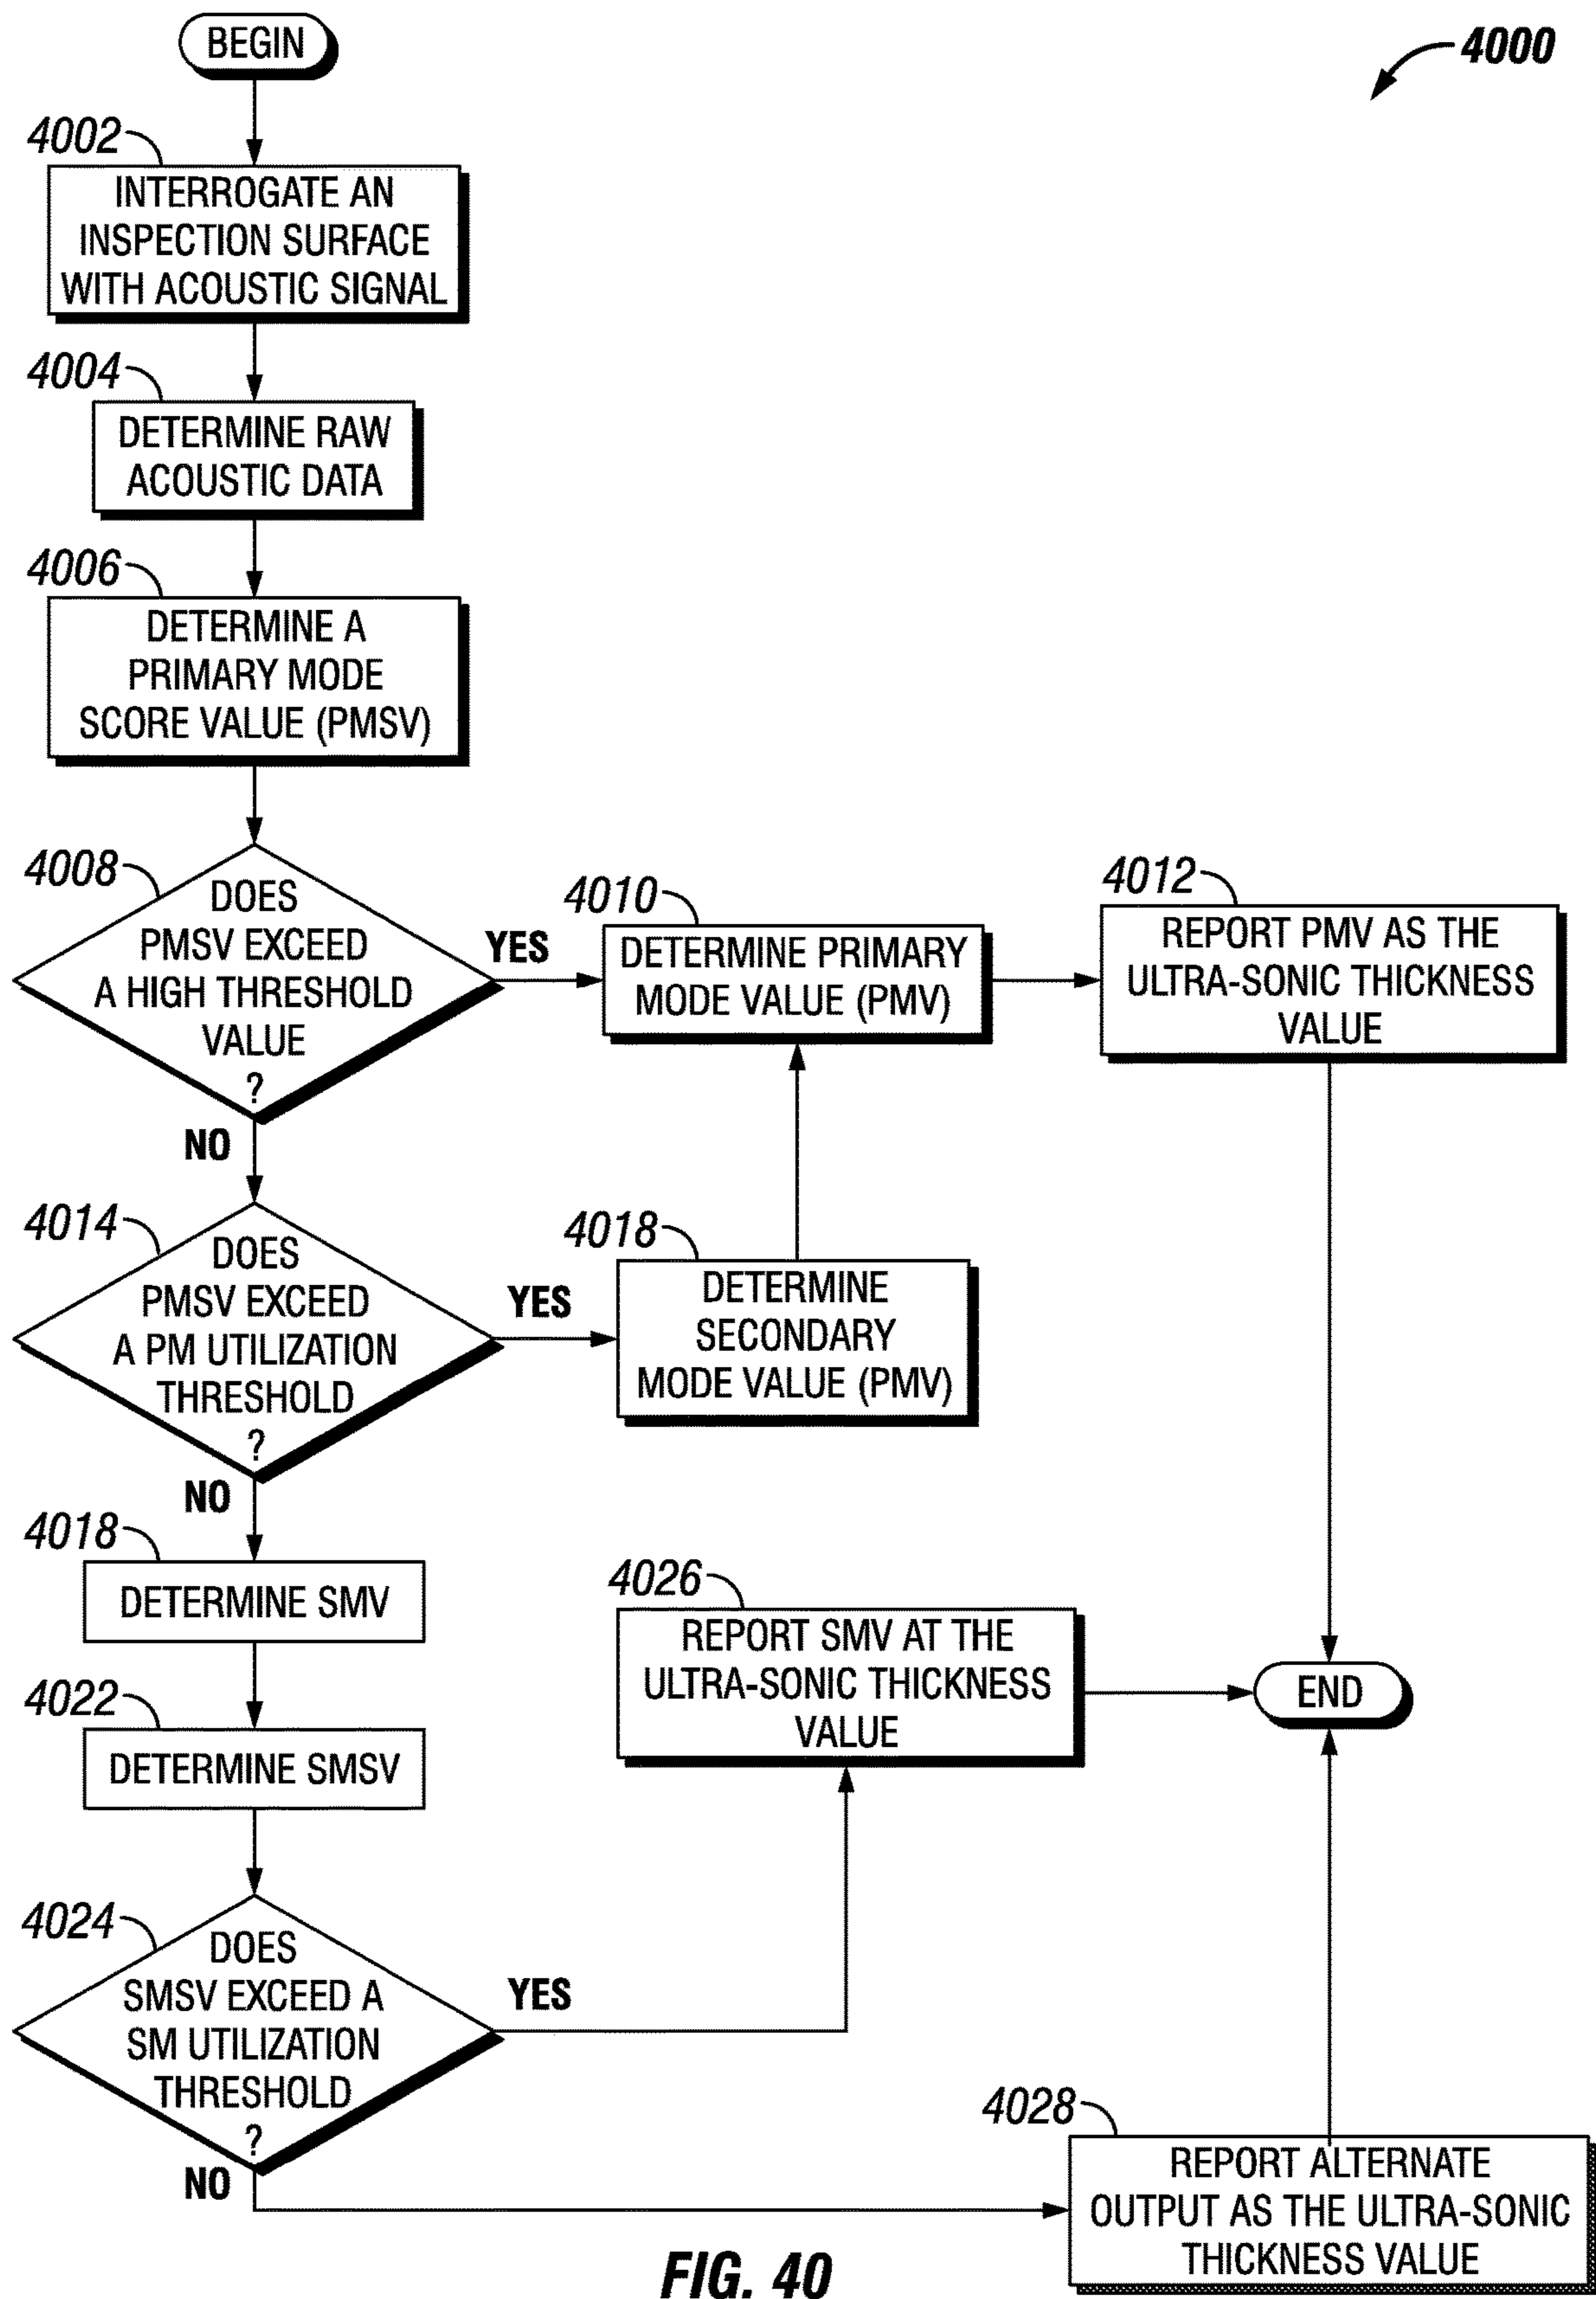 BEGIN
4000
4002
INTERROGATE AN
INSPECTION SURFACE
WITH ACOUSTIC SIGNAL
4004
DETERMINE RAW
ACOUSTIC DATA
4006
DETERMINE A
PRIMARY MODE
SCORE VALUE (PMSV)
4008
DOES
PMSV EXCEED
A HIGH THRESHOLD
VALUE
?
YES
NO
4010
DETERMINE PRIMARY
MODE VALUE (PMV)
4012
REPORT PMV AS THE
ULTRA-SONIC THICKNESS
VALUE
4014
DOES
PMSV EXCEED
A PM UTILIZATION
THRESHOLD
?
YES
NO
4018
DETERMINE
SECONDARY
MODE VALUE (PMV)
4018
DETERMINE SMV
4022
DETERMINE SMSV
4024
DOES
SMSV EXCEED A
SM UTILIZATION
THRESHOLD
?
YES
NO
4026
REPORT SMV AT THE
ULTRA-SONIC THICKNESS
VALUE
END
4028
REPORT ALTERNATE
OUTPUT AS THE ULTRA-SONIC
THICKNESS VALUE
FIG. 40